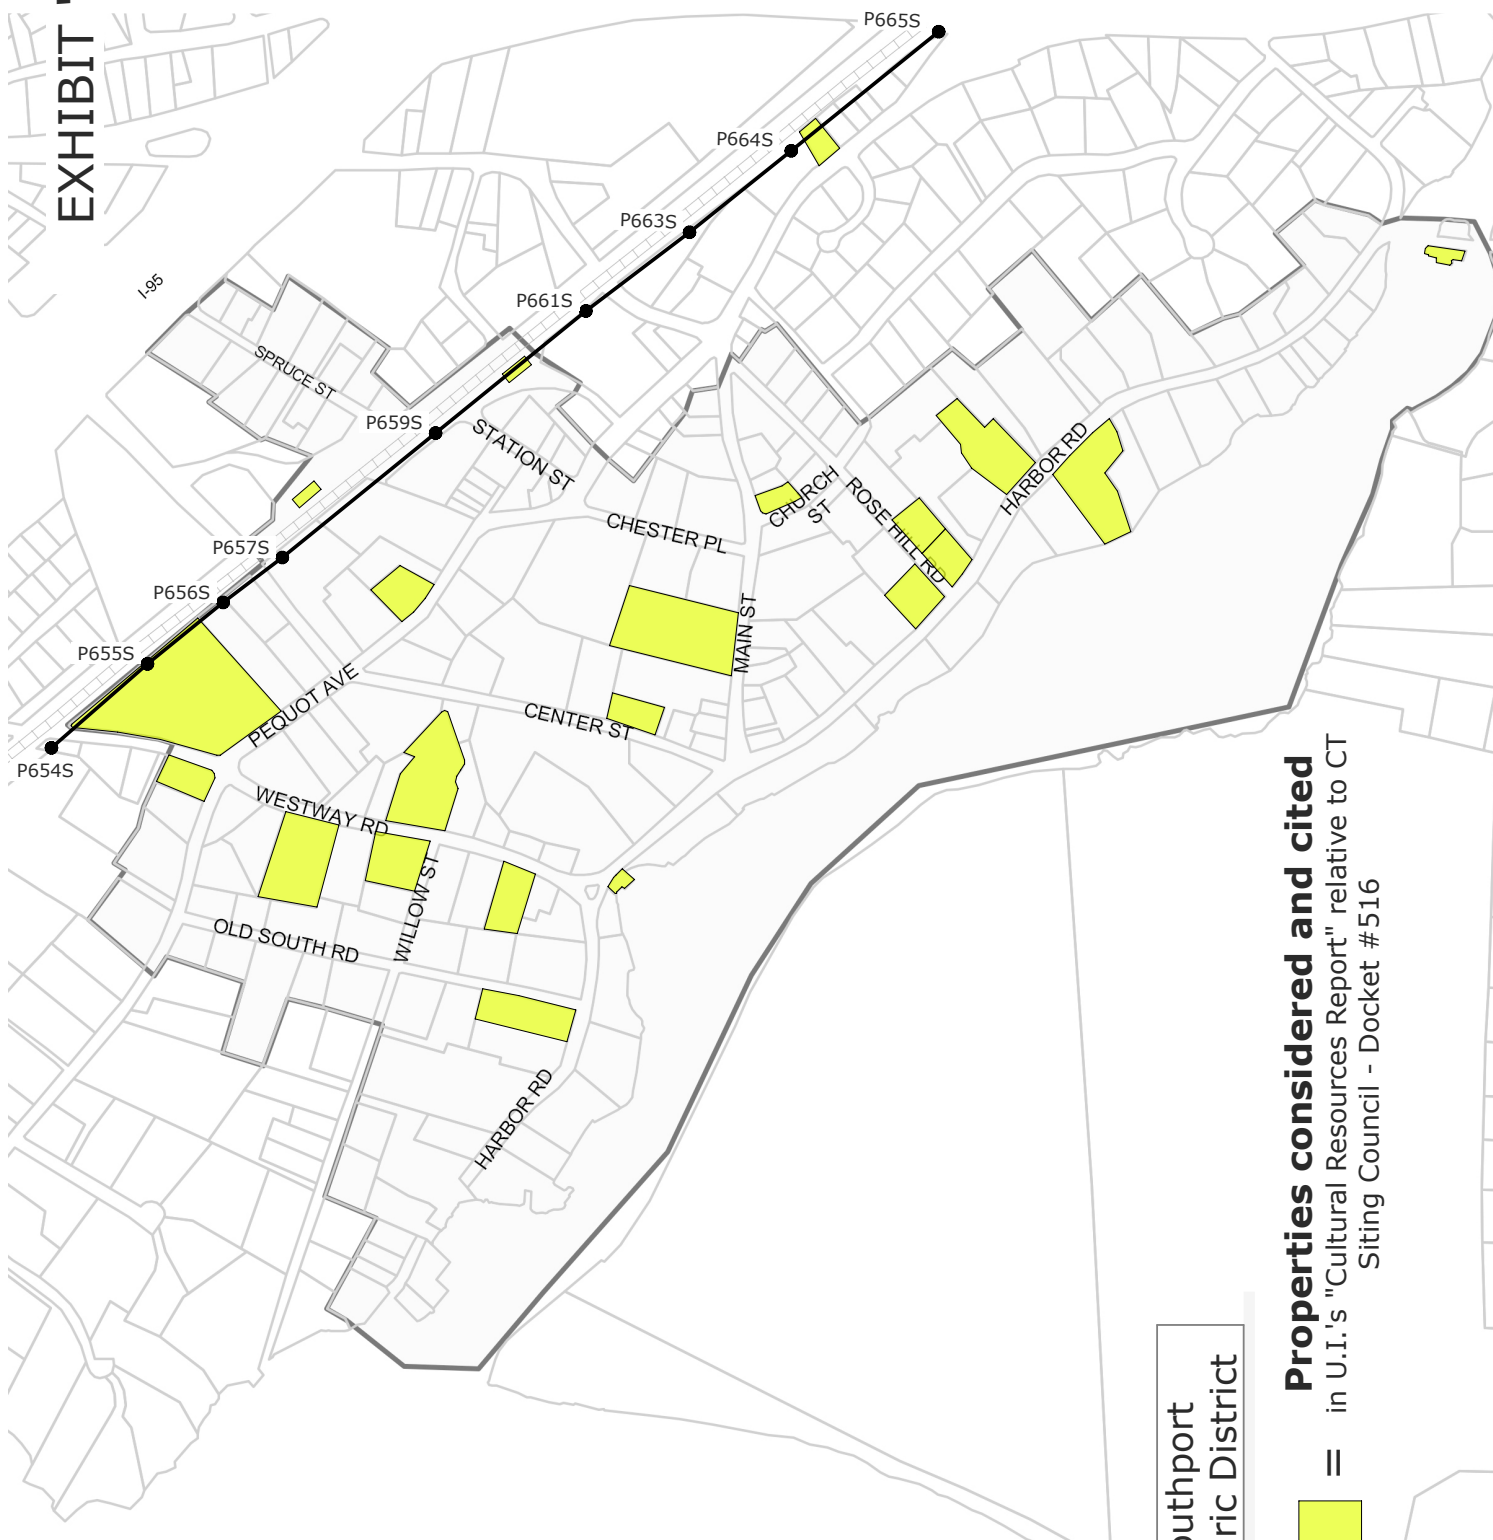 EXHIBIT
P665S
P664S
P663S
P661S
P659S
P657S
P656S
P655S
P654S
I-95
SPRUCE ST
STATION ST
CHESTER PL
CHURCH
ST
ROSE HILL RD
HARBOR RD
MAIN ST
PEQUOT AVE
CENTER ST
WESTWAY RD
WILLOW ST
OLD SOUTH RD
HARBOR RD
outhport
ric District
=
Properties considered and cited
in U.I.'s "Cultural Resources Report" relative to CT
Siting Council - Docket #516